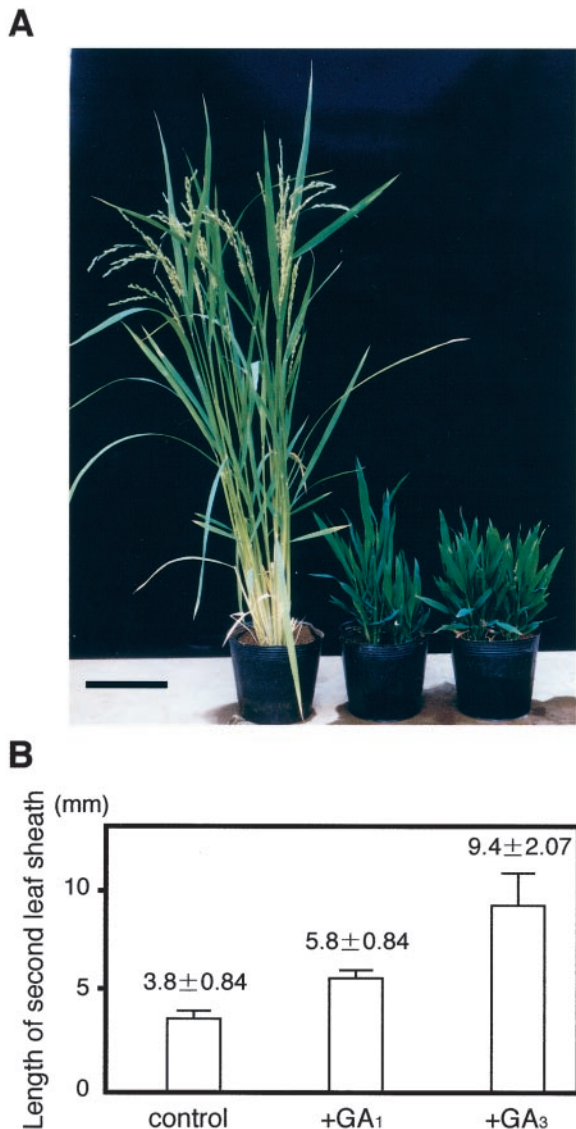 A
B
(mm)
Length of second leaf sheath
10
5
0
3.8±0.84
5.8±0.84
9.4±2.07
control
+GA₁
+GA₃